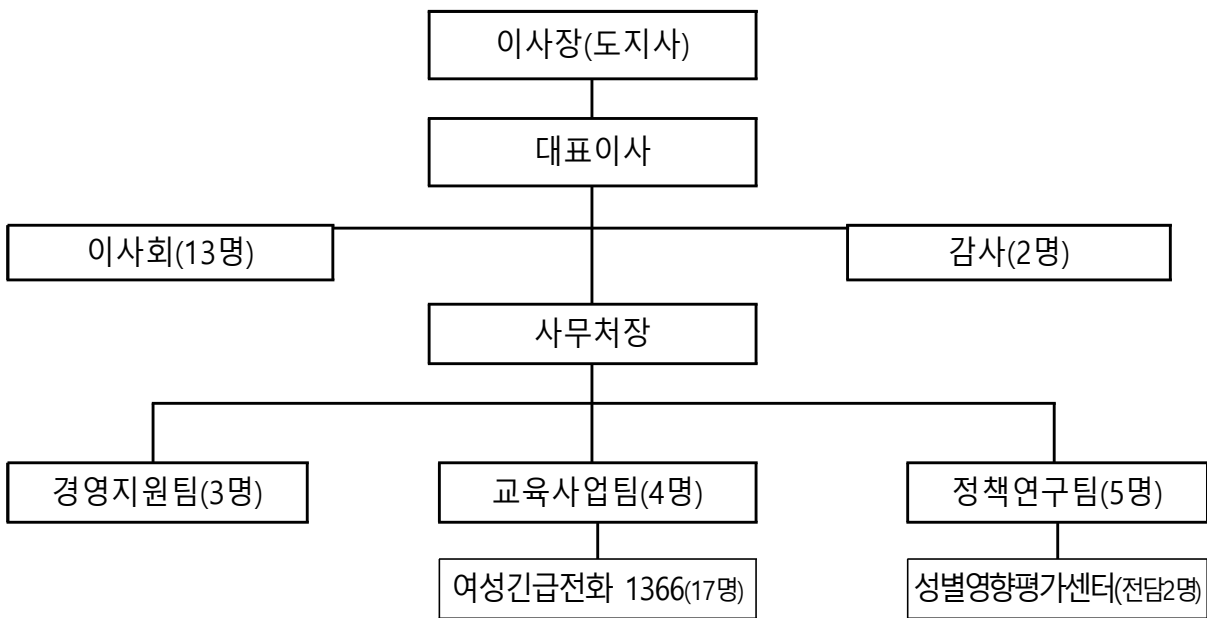 이사장(도지사)
대표이사
이사회(13명)
감사(2명)
사무처장
경영지원팀(3명)
교육사업팀(4명)
정책연구팀(5명)
여성긴급전화 1366(17명)
성별영향평가센터(전담2명)